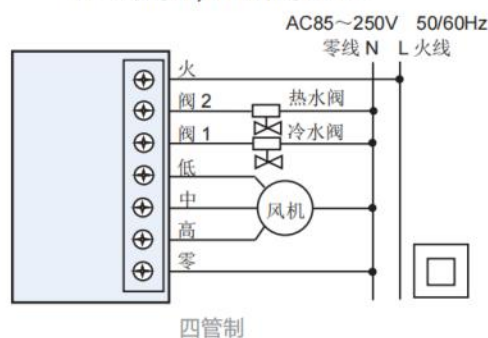 AC85～250V 50/60Hz
零线 N L 火线
火
阀 2 热水阀
阀 1 冷水阀
低
中 风机
高
零
四管制